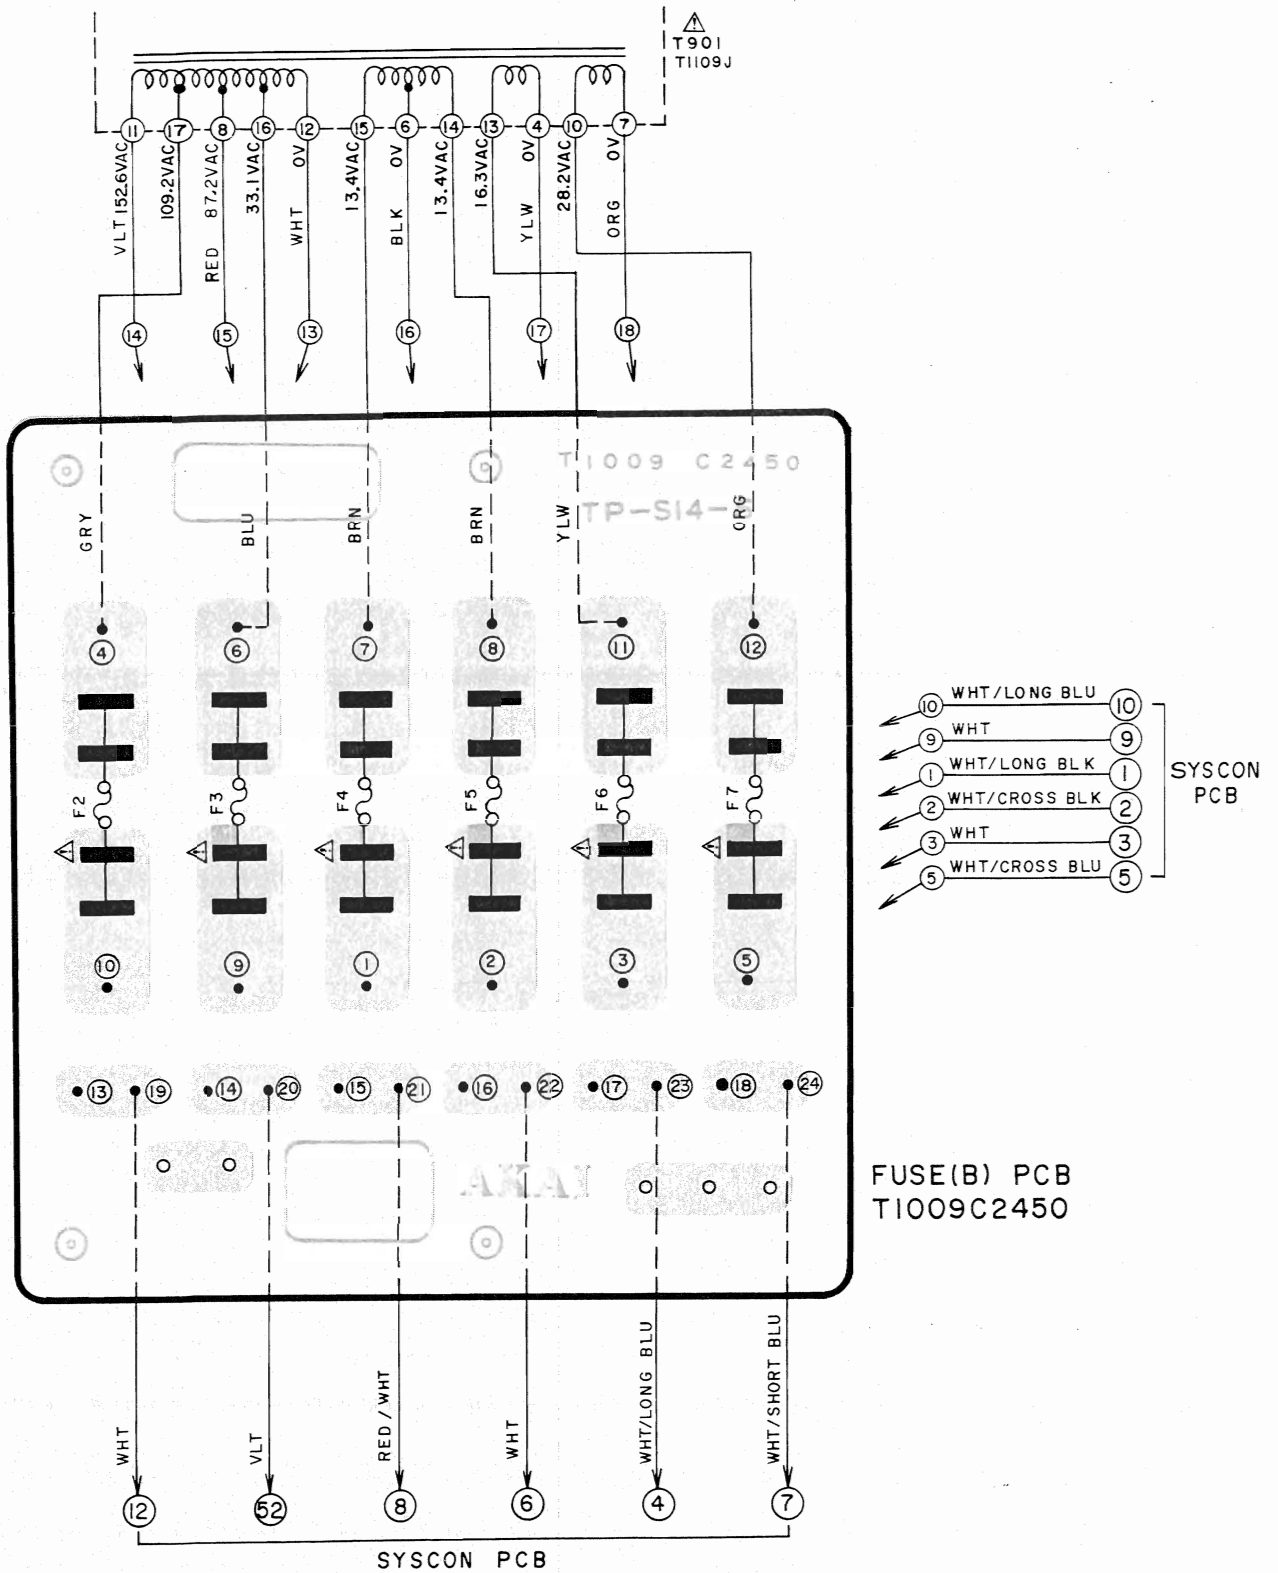 T901
T1109J
11 17 8 16 12 15 6 14 13 4 10 7
VLT 152.6VAC
109.2VAC
RED 87.2VAC
33.1VAC
WHT 0V
13.4VAC
BLK 0V
13.4VAC
16.3VAC
YLW 0V
28.2VAC
ORG 0V
14 15 13 16 17 18
T1009 C2450
TP-S14-S
GRY
BLU
BRN
BRN
YLW
ORG
4 6 7 8 11 12
F2 F3 F4 F5 F6 F7
10 WHT/LONG BLU 10
9 WHT 9
1 WHT/LONG BLK 1
2 WHT/CROSS BLK 2
3 WHT 3
5 WHT/CROSS BLU 5
SYSCON
PCB
10 9 1 2 3 5
13 19 14 20 15 21 16 22 17 23 18 24
AKAI
FUSE(B) PCB
T1009C2450
WHT
VLT
RED/WHT
WHT
WHT/LONG BLU
WHT/SHORT BLU
12 52 8 6 4 7
SYSCON PCB